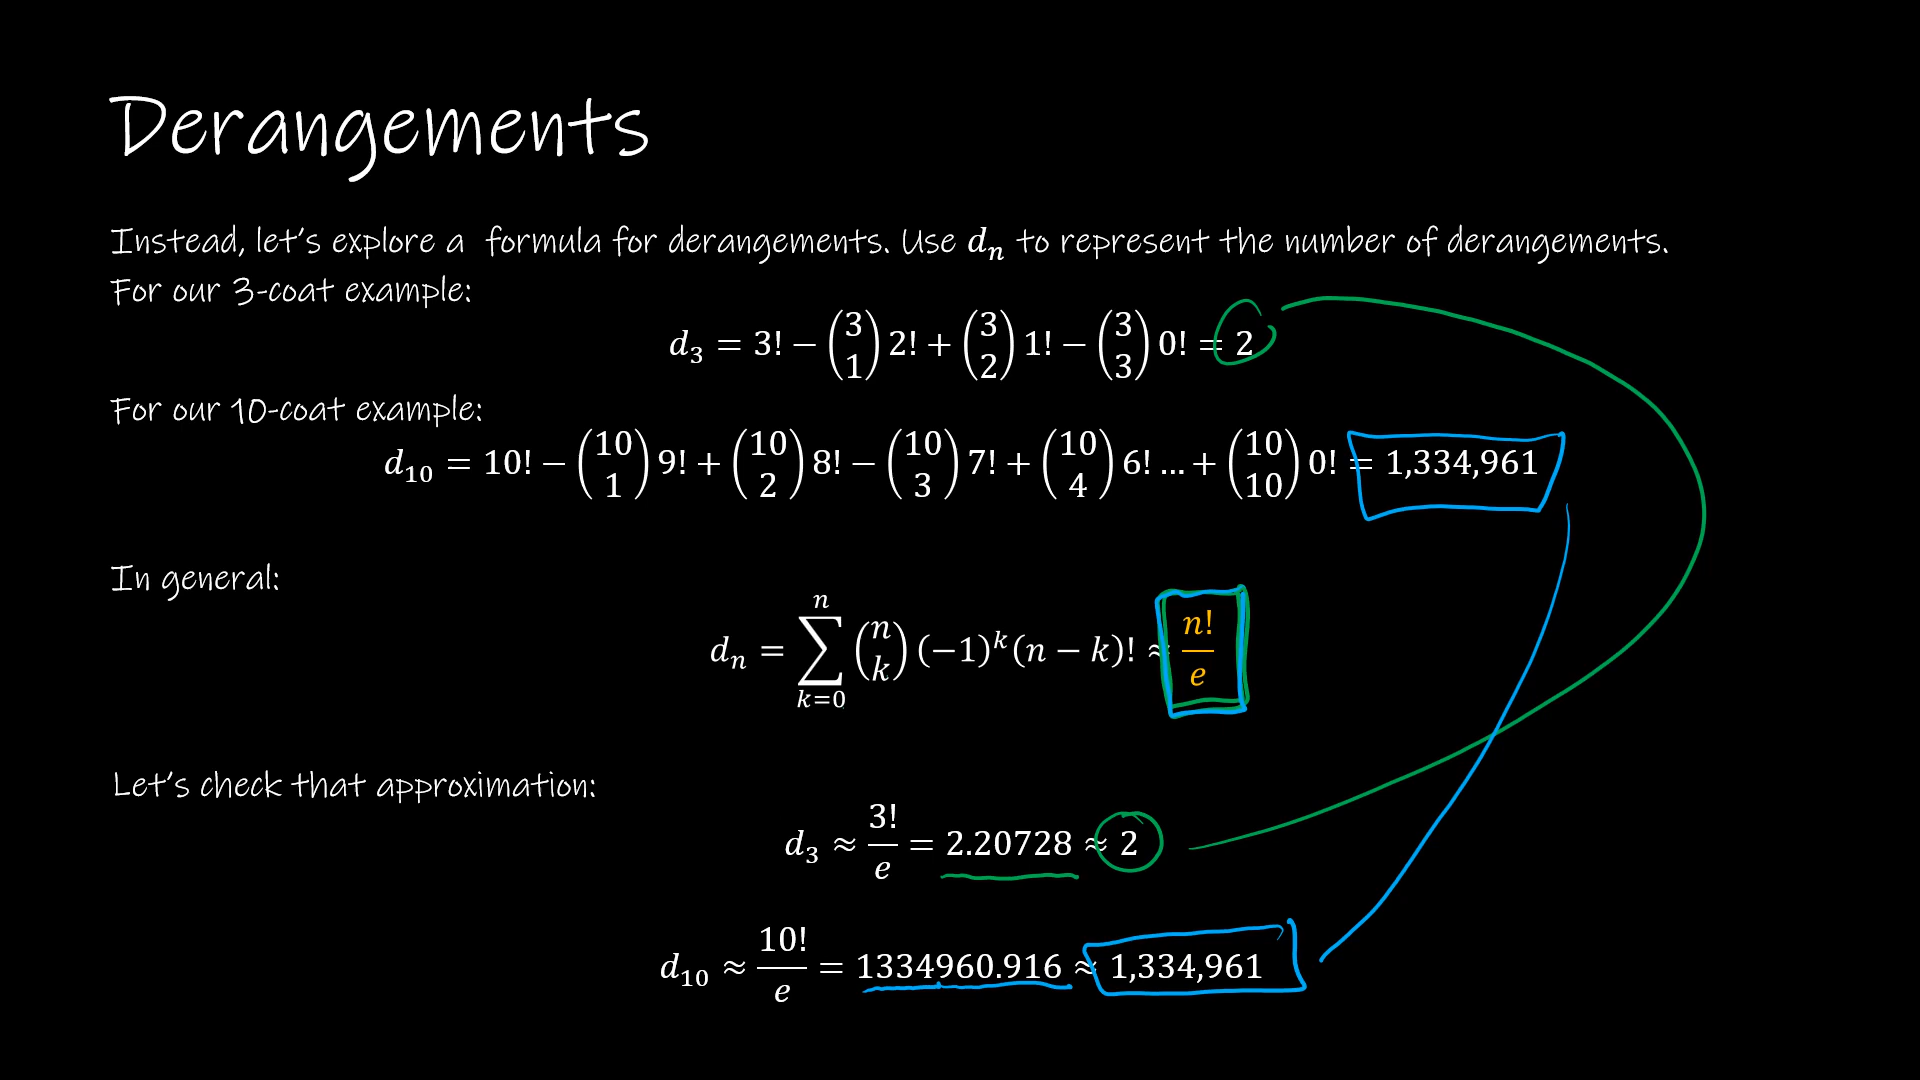 Derangements
Instead, let's explore a formula for derangements. Use dₙ to represent the number of derangements.
For our 3-coat example:
d₃ = 3! − (3 1) 2! + (3 2) 1! − (3 3) 0! = 2
For our 10-coat example:
d₁₀ = 10! − (10 1) 9! + (10 2) 8! − (10 3) 7! + (10 4) 6! … + (10 10) 0! = 1,334,961
In general:
dₙ = ∑_{k=0}^{n} (n k) (−1)ᵏ(n − k)! ≈ n!/e
Let's check that approximation:
d₃ ≈ 3!/e = 2.20728 ≈ 2
d₁₀ ≈ 10!/e = 1334960.916 ≈ 1,334,961